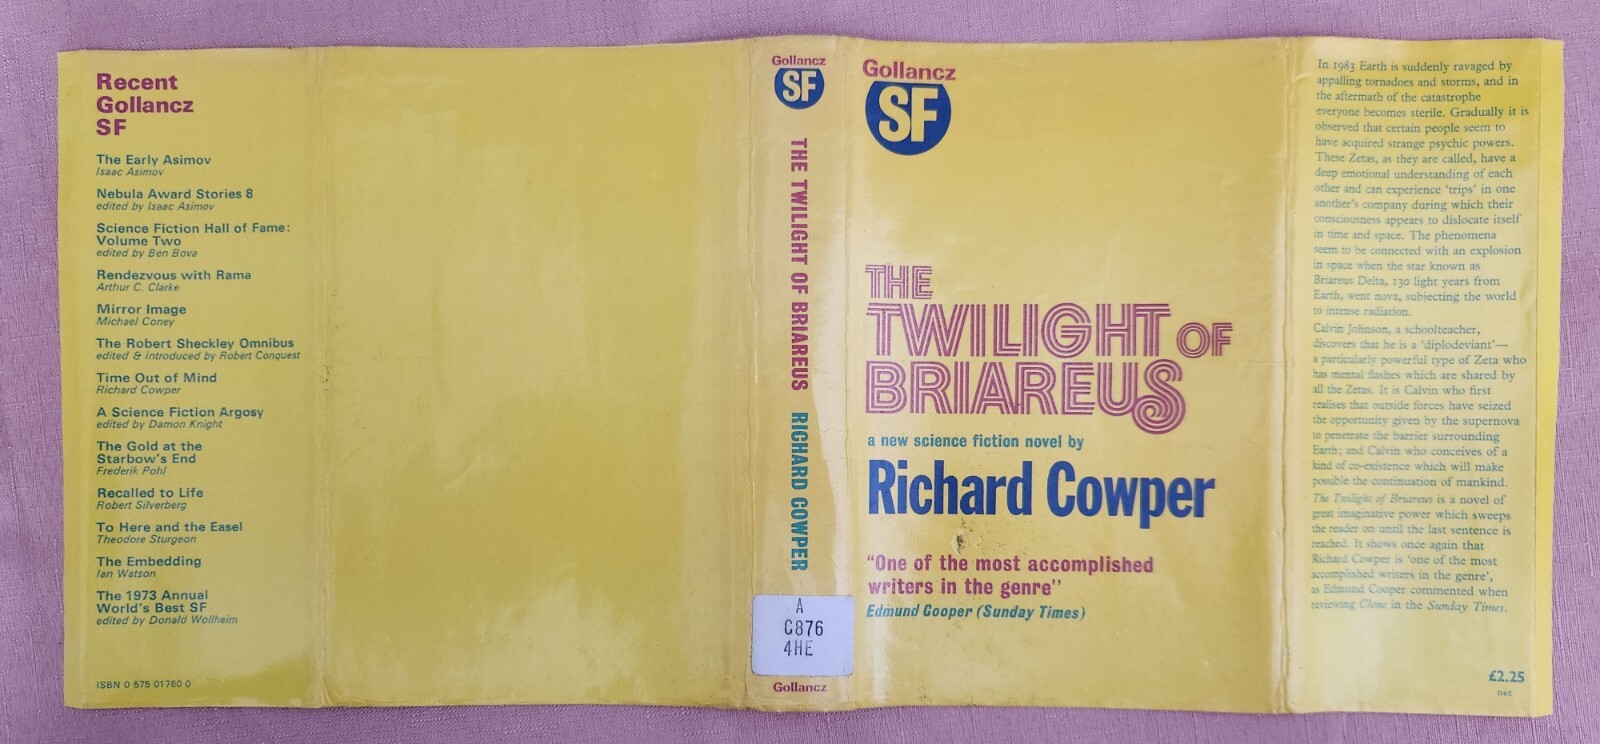 Recent
Gollancz
SF
The Early Asimov
Isaac Asimov
Nebula Award Stories 8
edited by Isaac Asimov
Science Fiction Hall of Fame:
Volume Two
edited by Ben Bova
Rendezvous with Rama
Arthur C. Clarke
Mirror Image
Michael Coney
The Robert Sheckley Omnibus
edited & introduced by Robert Conquest
Time Out of Mind
Richard Cowper
A Science Fiction Argosy
edited by Damon Knight
The Gold at the
Starbow's End
Frederik Pohl
Recalled to Life
Robert Silverberg
To Here and the Easel
Theodore Sturgeon
The Embedding
Ian Watson
The 1973 Annual
World's Best SF
edited by Donald Wollheim
ISBN 0 575 01760 0
Gollancz
SF
THE TWILIGHT OF BRIAREUS RICHARD COWPER
A
C876
4HE
Gollancz
Gollancz
SF
THE
TWILIGHT OF
BRIAREUS
a new science fiction novel by
Richard Cowper
"One of the most accomplished
writers in the genre"
Edmund Cooper (Sunday Times)
In 1983 Earth is suddenly ravaged by
appalling tornadoes and storms, and in
the aftermath of the catastrophe
everyone becomes sterile. Gradually it is
observed that certain people seem to
have acquired strange psychic powers.
These Zetas, as they are called, have a
deep emotional understanding of each
other and can experience 'trips' in one
another's company during which their
consciousness appears to dislocate itself
in time and space. The phenomena
seem to be connected with an explosion
in space when the star known as
Briareus Delta, 130 light years from
Earth, went nova, subjecting the world
to intense radiation.
Calvin Johnson, a schoolteacher,
discovers that he is a 'diplodeviant'—
a particularly powerful type of Zeta who
has mental flashes which are shared by
all the Zetas. It is Calvin who first
realises that outside forces have seized
the opportunity given by the supernova
to penetrate the barrier surrounding
Earth; and Calvin who conceives of a
kind of co-existence which will make
possible the continuation of mankind.
The Twilight of Briareus is a novel of
great imaginative power which sweeps
the reader on until the last sentence is
reached. It shows once again that
Richard Cowper is 'one of the most
accomplished writers in the genre',
as Edmund Cooper commented when
reviewing Clone in the Sunday Times.
£2.25
net